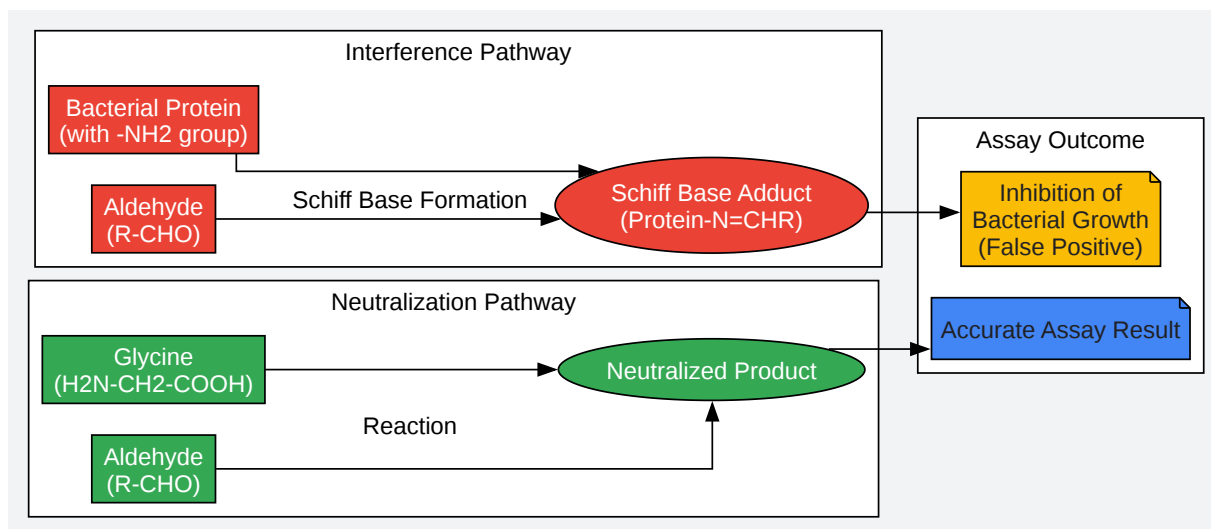 Interference Pathway
Bacterial Protein
(with -NH2 group)
Aldehyde
(R-CHO)
Schiff Base Formation
Schiff Base Adduct
(Protein-N=CHR)
Neutralization Pathway
Glycine
(H2N-CH2-COOH)
Aldehyde
(R-CHO)
Reaction
Neutralized Product
Assay Outcome
Inhibition of
Bacterial Growth
(False Positive)
Accurate Assay Result